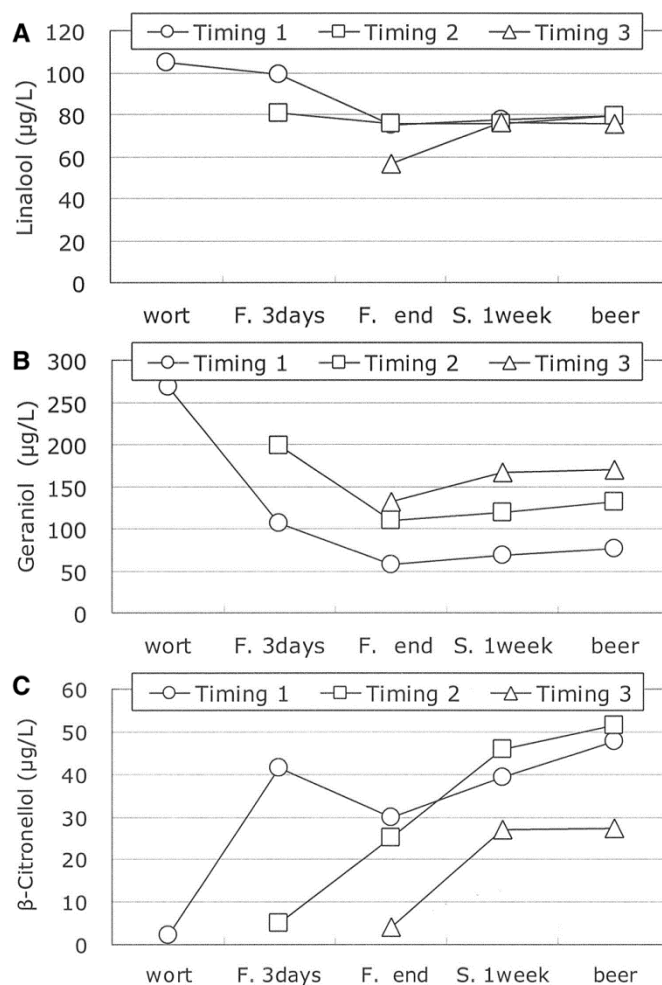 A
120
Timing 1 Timing 2 Timing 3
100
80
60
40
20
0
Linalool (µg/L)
wort F. 3days F. end S. 1week beer
B
300
Timing 1 Timing 2 Timing 3
250
200
150
100
50
0
Geraniol (µg/L)
wort F. 3days F. end S. 1week beer
C
60
Timing 1 Timing 2 Timing 3
50
40
30
20
10
0
β-Citronellol (µg/L)
wort F. 3days F. end S. 1week beer